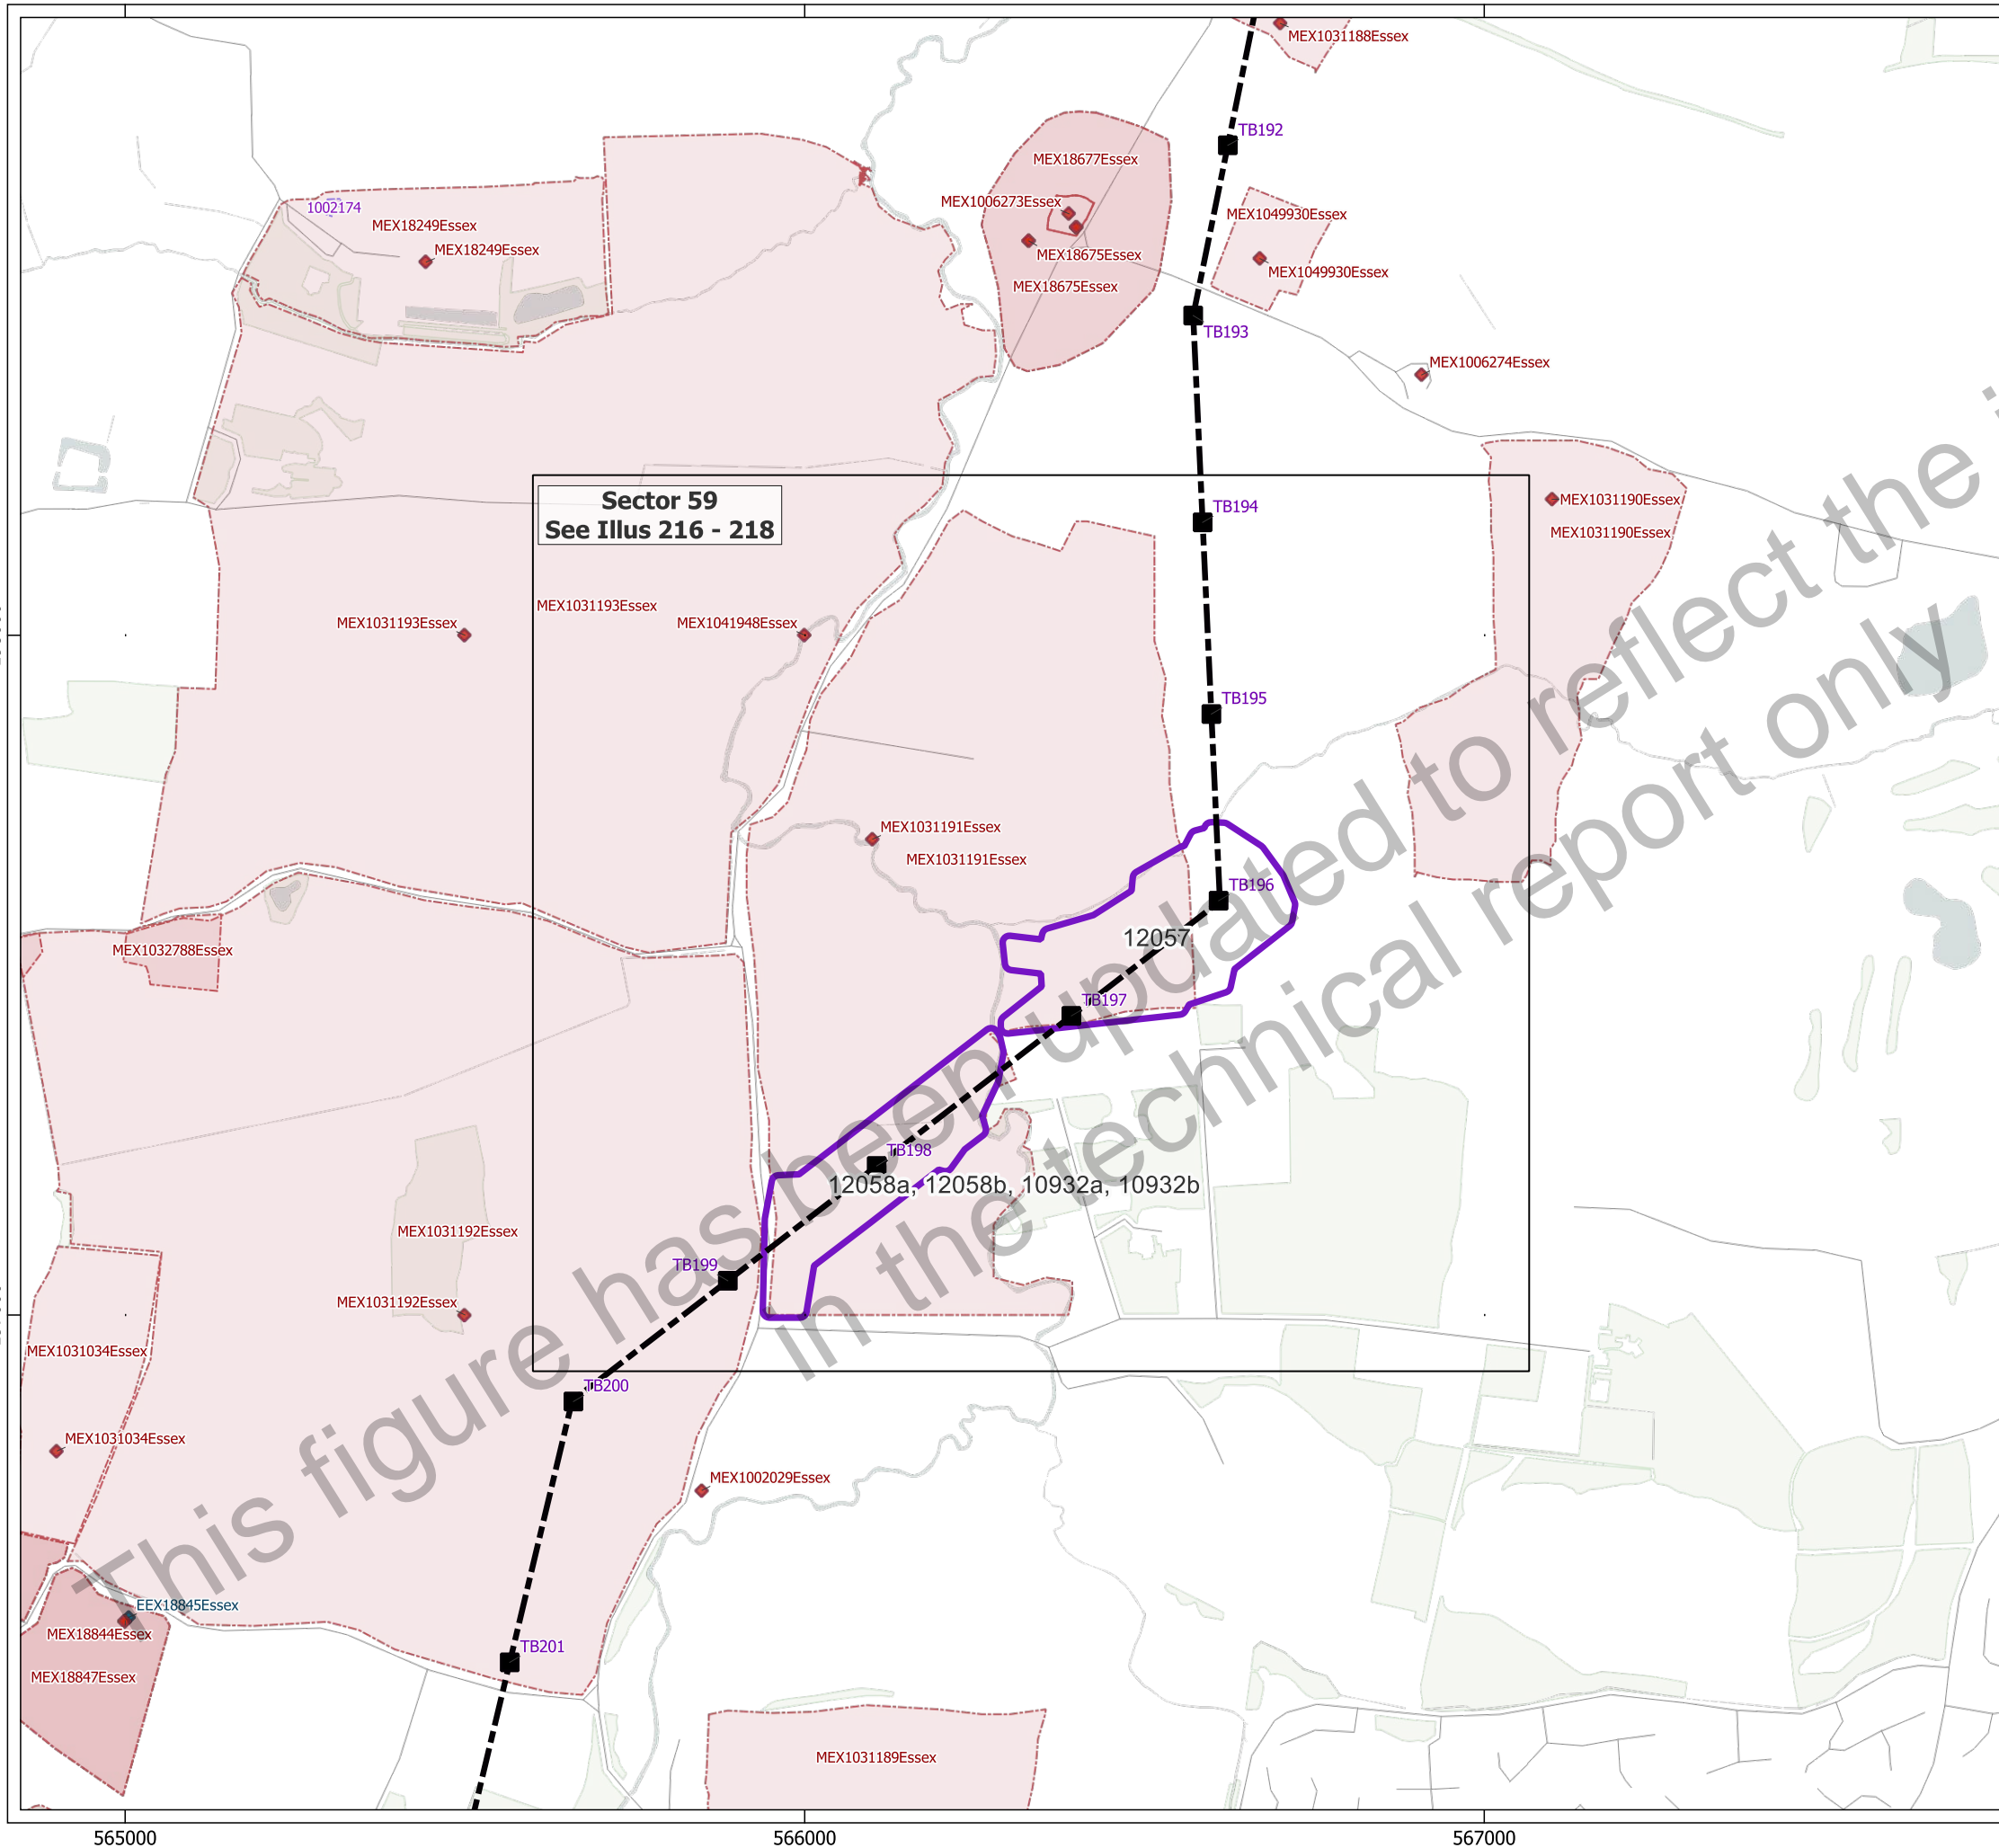 MEX1031188Essex
TB192
MEX18677Essex
MEX1006273Essex
1002174
MEX18249Essex
MEX18249Essex
MEX1049930Essex
MEX18675Essex
MEX1049930Essex
MEX18675Essex
TB193
MEX1006274Essex
Sector 59
See Illus 216 - 218
TB194
MEX1031190Essex
MEX1031190Essex
MEX1031193Essex
MEX1031193Essex
MEX1041948Essex
TB195
MEX1031191Essex
MEX1031191Essex
TB196
12057
MEX1032788Essex
TB197
TB198
12058a, 12058b, 10932a, 10932b
MEX1031192Essex
TB199
MEX1031192Essex
MEX1031034Essex
TB200
MEX1031034Essex
MEX1002029Essex
EEX18845Essex
MEX18844Essex
TB201
MEX18847Essex
MEX1031189Essex
This figure has been updated to reflect the
in the technical report only
565000
566000
567000